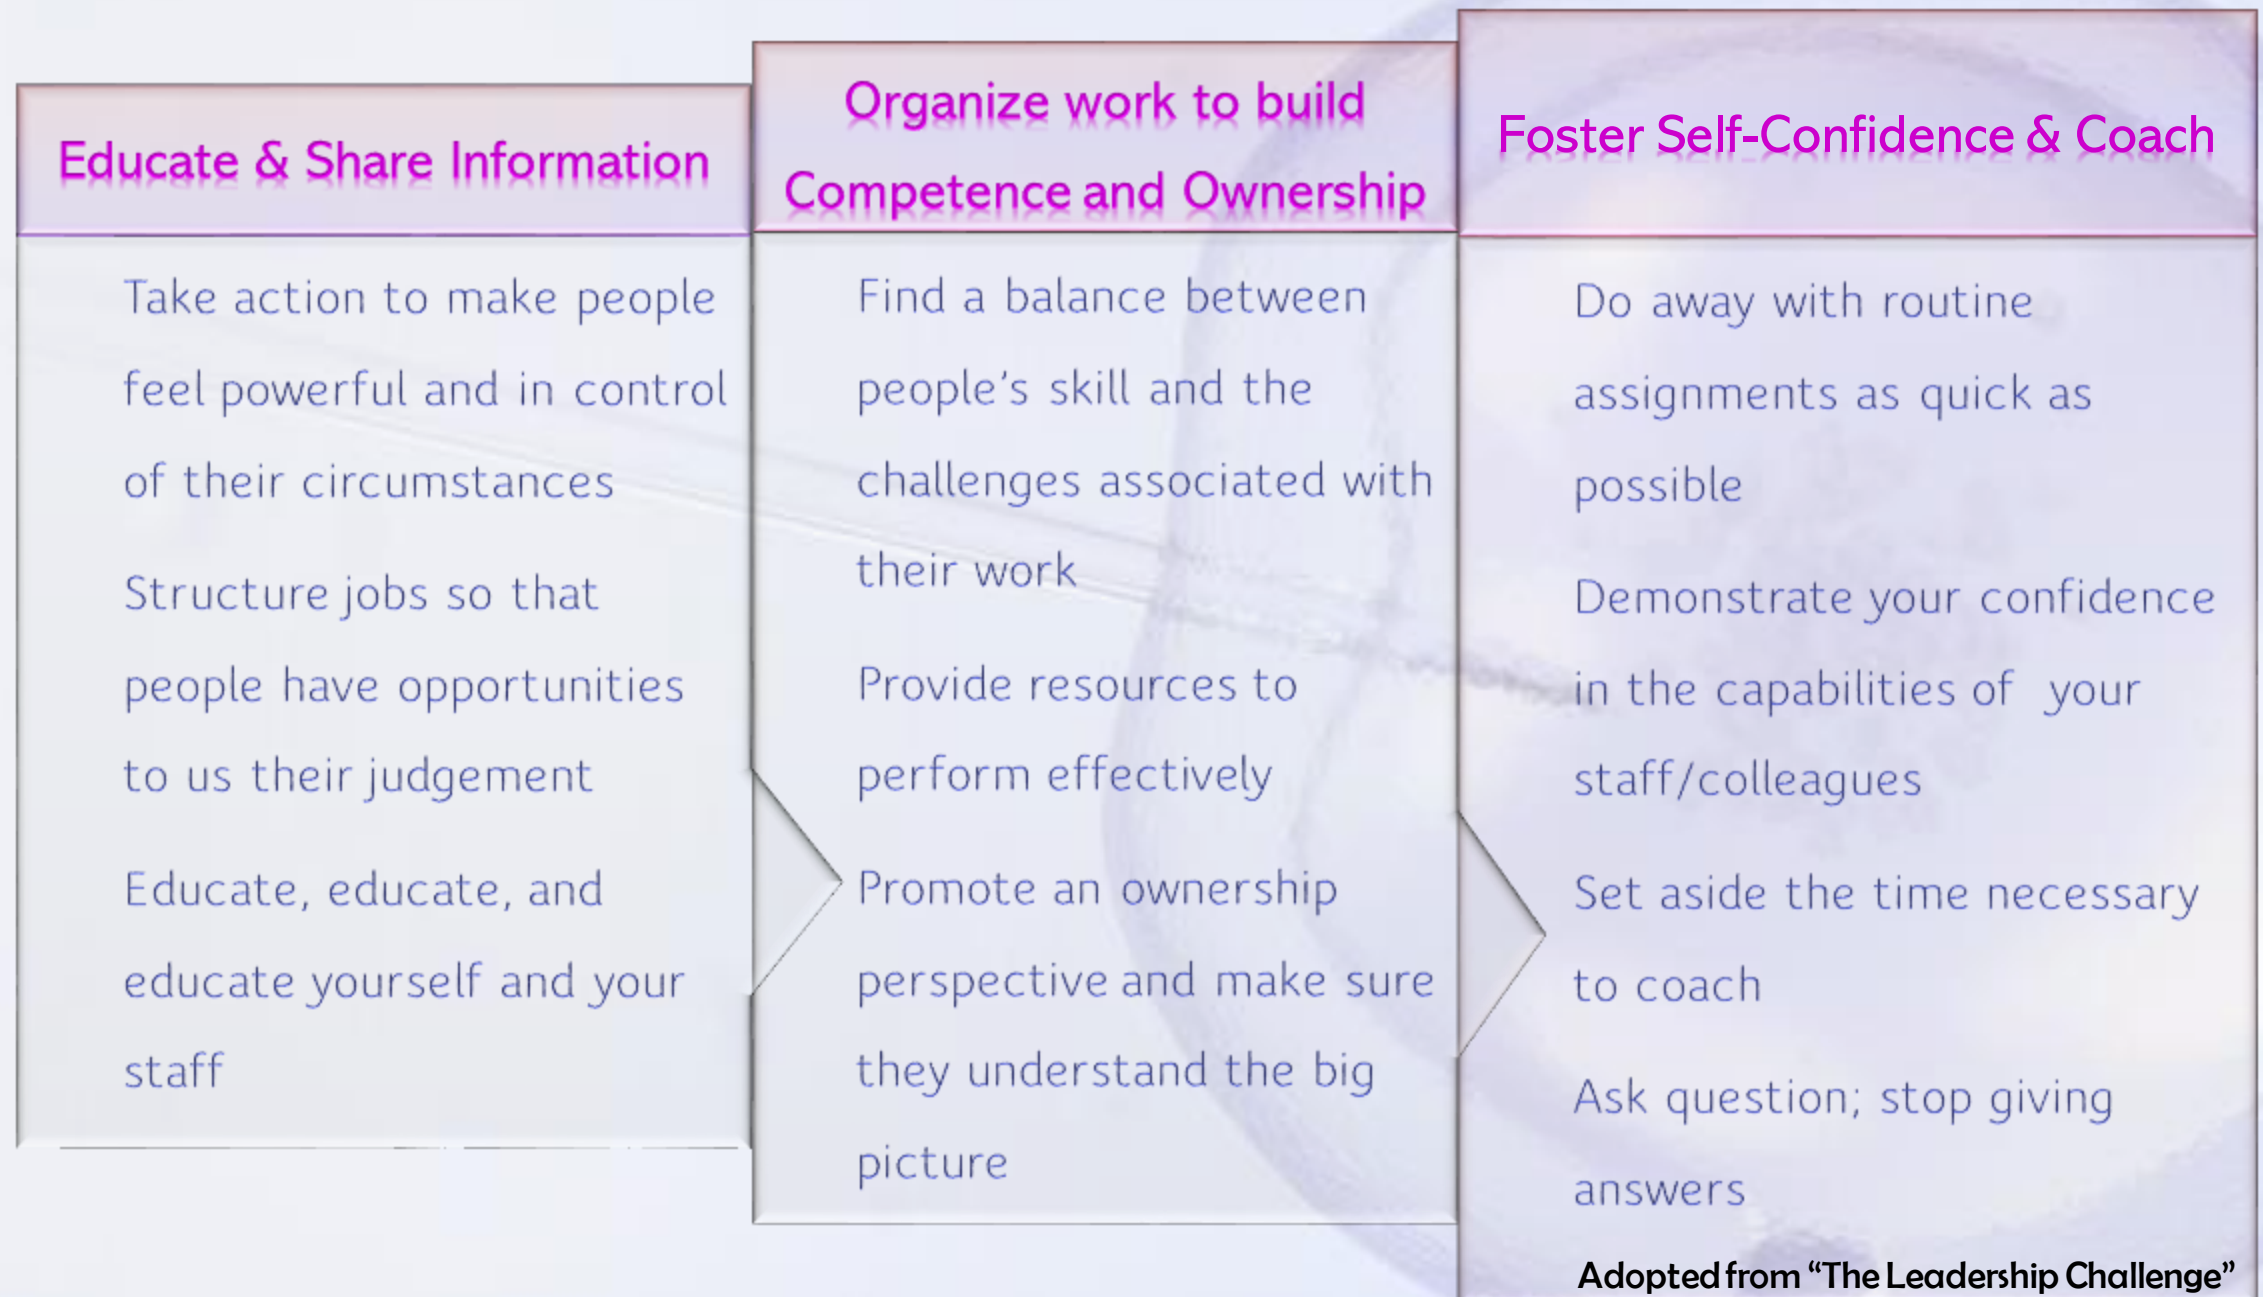 Educate & Share Information
Take action to make people
feel powerful and in control
of their circumstances
Structure jobs so that
people have opportunities
to us their judgement
Educate, educate, and
educate yourself and your
staff
Organize work to build
Competence and Ownership
Find a balance between
people's skill and the
challenges associated with
their work
Provide resources to
perform effectively
Promote an ownership
perspective and make sure
they understand the big
picture
Foster Self-Confidence & Coach
Do away with routine
assignments as quick as
possible
Demonstrate your confidence
in the capabilities of your
staff/colleagues
Set aside the time necessary
to coach
Ask question; stop giving
answers
Adopted from “The Leadership Challenge”